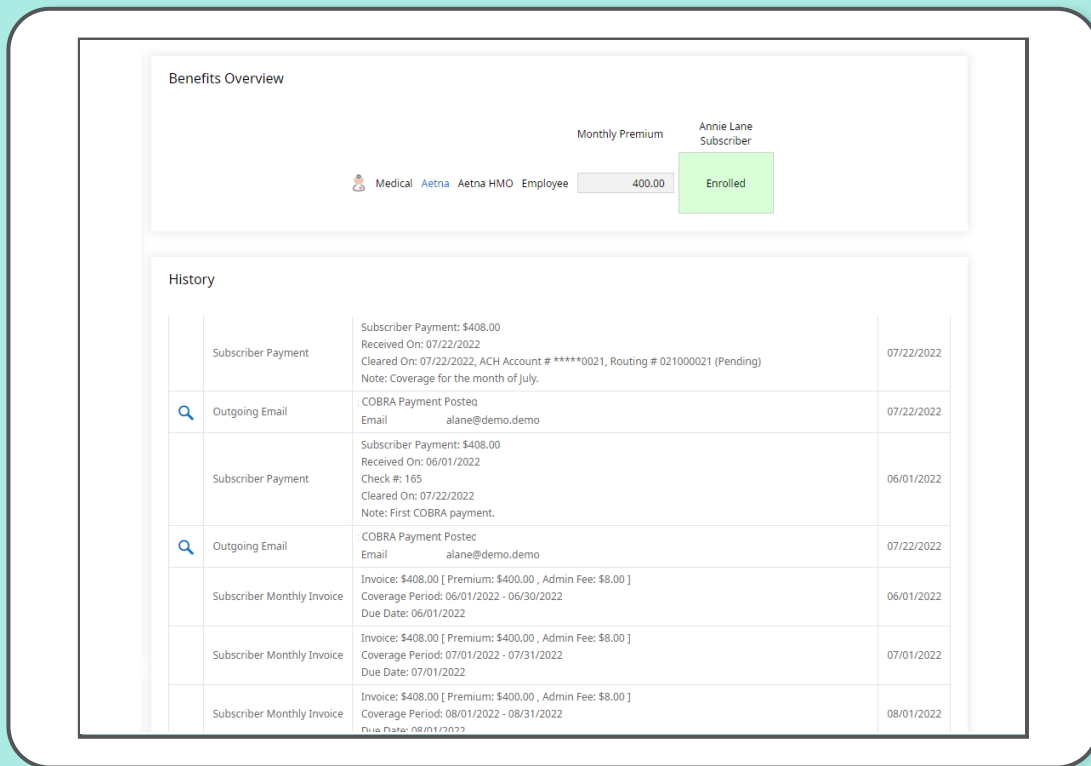 Benefits Overview
Monthly Premium
Annie Lane
Subscriber
Medical Aetna Aetna HMO Employee 400.00 Enrolled
History
Subscriber Payment
Subscriber Payment: $408.00
Received On: 07/22/2022
Cleared On: 07/22/2022, ACH Account # *****0021, Routing # 021000021 (Pending)
Note: Coverage for the month of July.
07/22/2022
Outgoing Email
COBRA Payment Posted
Email alane@demo.demo
07/22/2022
Subscriber Payment
Subscriber Payment: $408.00
Received On: 06/01/2022
Check #: 165
Cleared On: 07/22/2022
Note: First COBRA payment.
06/01/2022
Outgoing Email
COBRA Payment Posted
Email alane@demo.demo
07/22/2022
Subscriber Monthly Invoice
Invoice: $408.00 [ Premium: $400.00 , Admin Fee: $8.00 ]
Coverage Period: 06/01/2022 - 06/30/2022
Due Date: 06/01/2022
06/01/2022
Subscriber Monthly Invoice
Invoice: $408.00 [ Premium: $400.00 , Admin Fee: $8.00 ]
Coverage Period: 07/01/2022 - 07/31/2022
Due Date: 07/01/2022
07/01/2022
Subscriber Monthly Invoice
Invoice: $408.00 [ Premium: $400.00 , Admin Fee: $8.00 ]
Coverage Period: 08/01/2022 - 08/31/2022
Due Date: 08/01/2022
08/01/2022